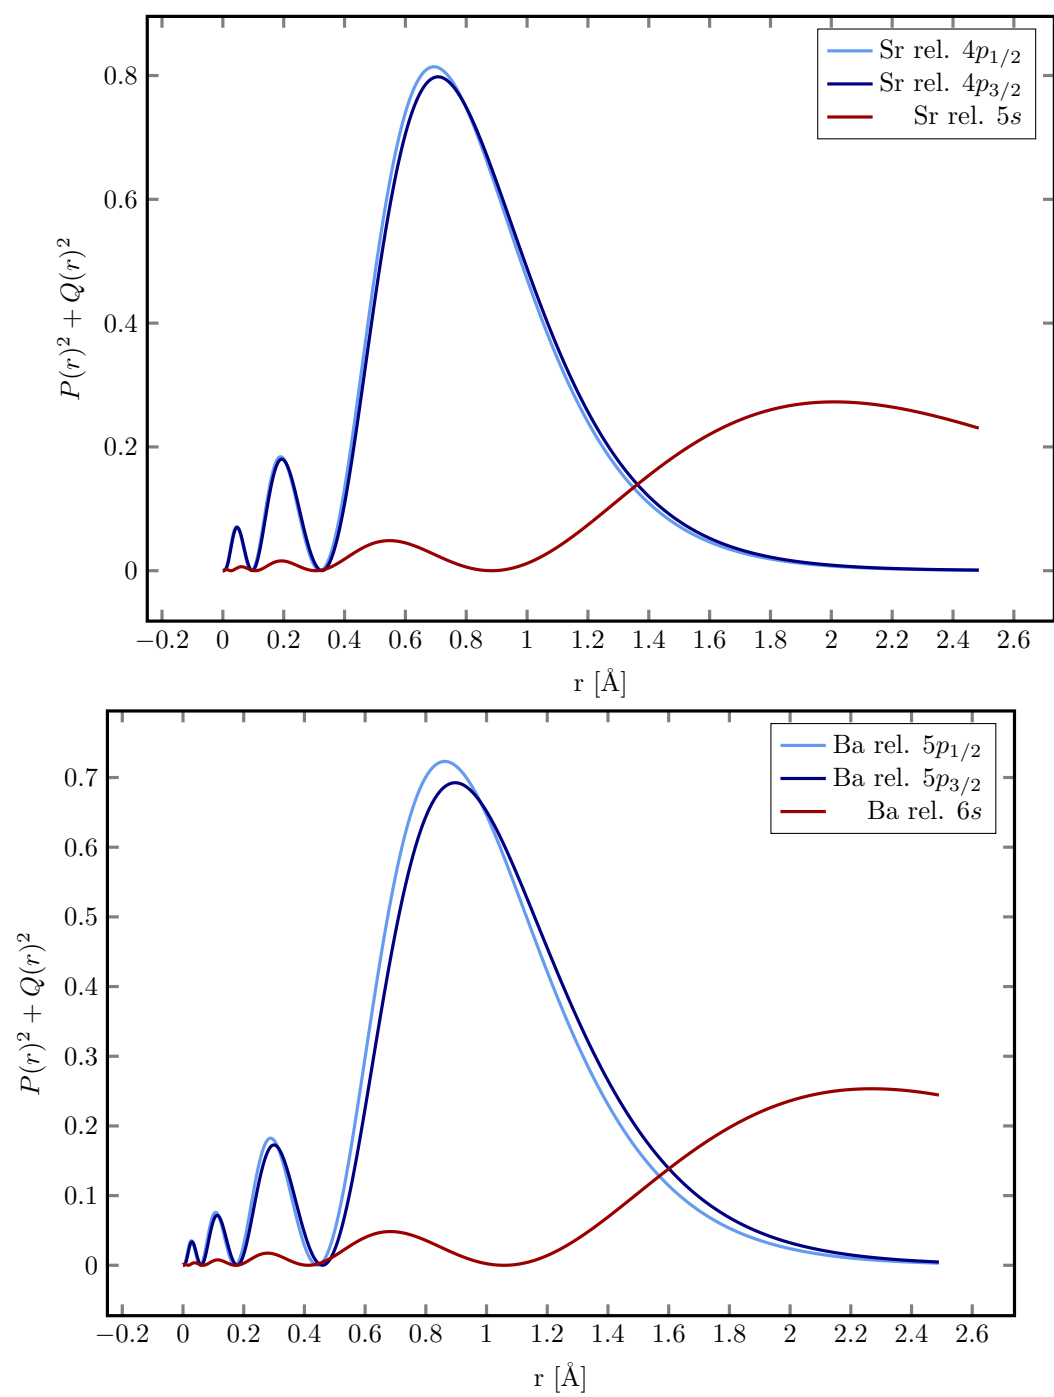 Sr rel. 4p₁/₂
Sr rel. 4p₃/₂
Sr rel. 5s
0.8
0.6
0.4
0.2
0
P(r)² + Q(r)²
−0.2 0 0.2 0.4 0.6 0.8 1 1.2 1.4 1.6 1.8 2 2.2 2.4 2.6
r [Å]
Ba rel. 5p₁/₂
Ba rel. 5p₃/₂
Ba rel. 6s
0.7
0.6
0.5
0.4
0.3
0.2
0.1
0
P(r)² + Q(r)²
−0.2 0 0.2 0.4 0.6 0.8 1 1.2 1.4 1.6 1.8 2 2.2 2.4 2.6
r [Å]